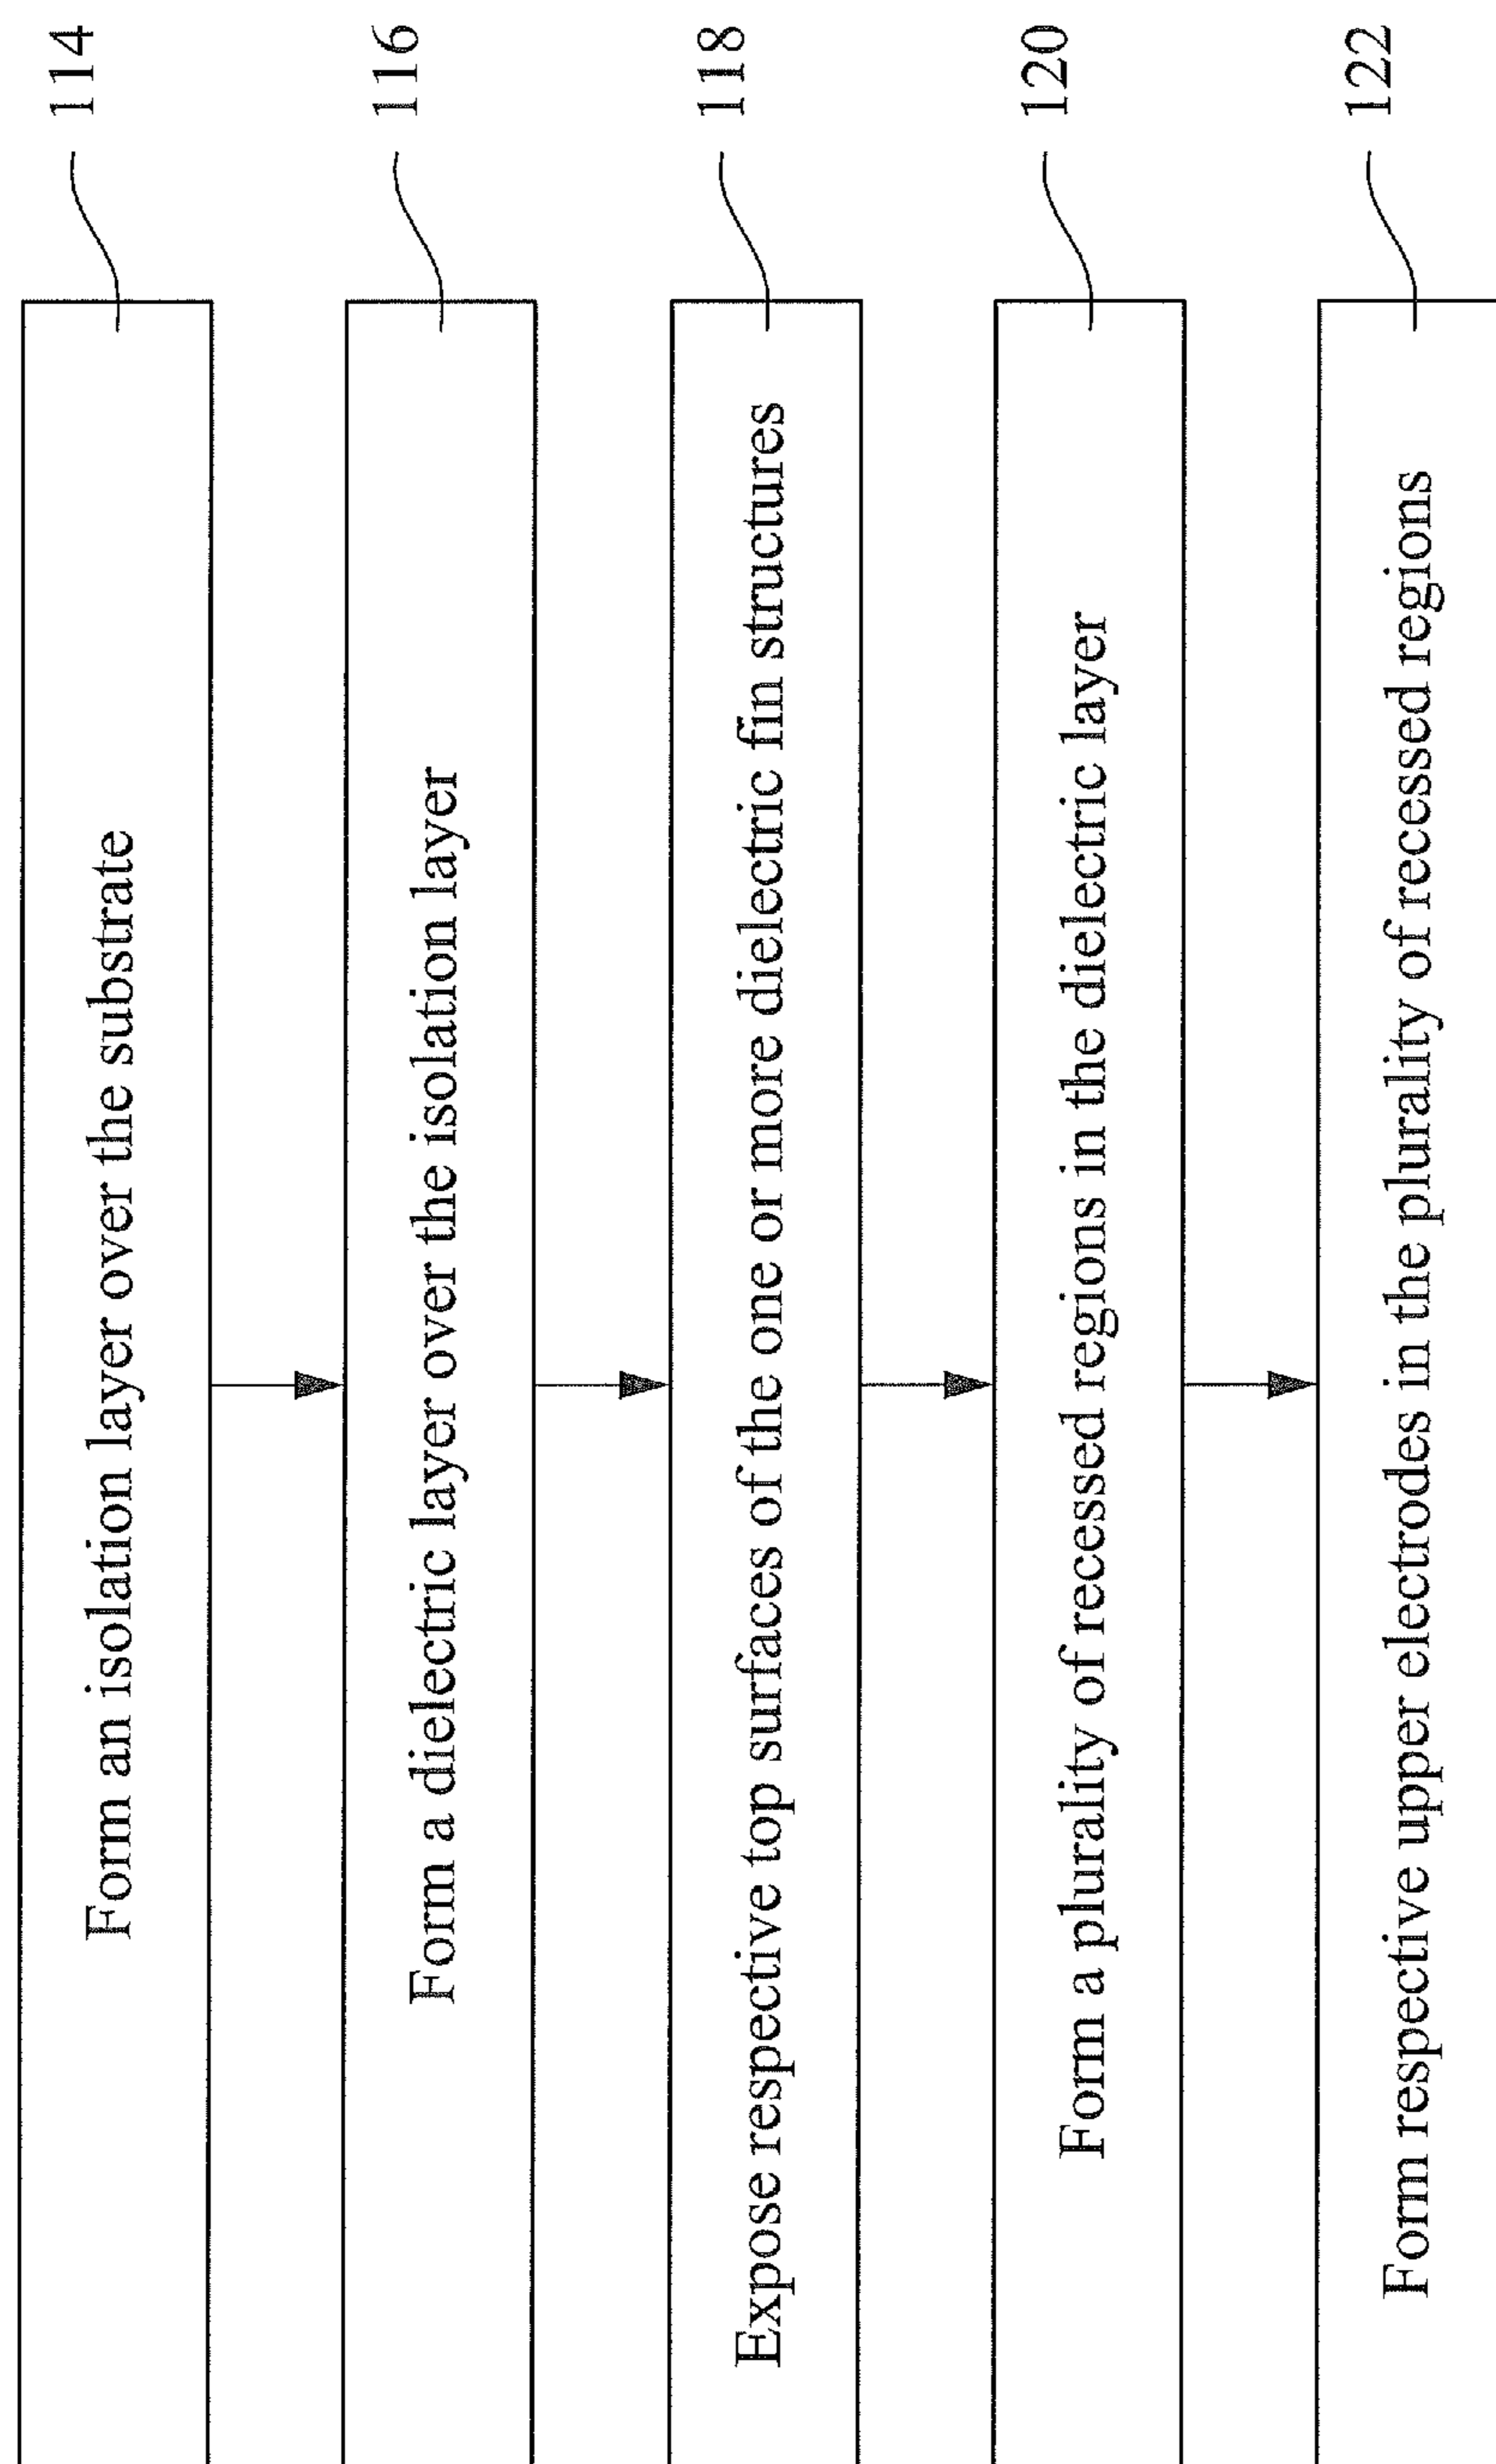 Form an isolation layer over the substrate
114
Form a dielectric layer over the isolation layer
116
Expose respective top surfaces of the one or more dielectric fin structures
118
Form a plurality of recessed regions in the dielectric layer
120
Form respective upper electrodes in the plurality of recessed regions
122